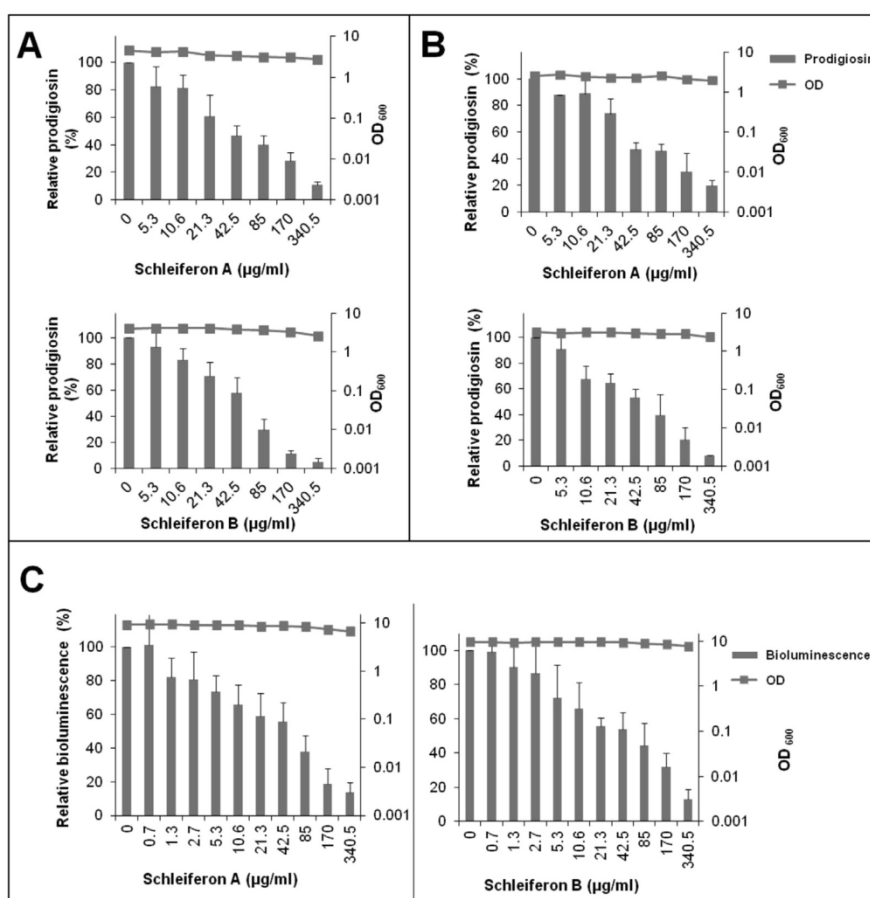 A
Relative prodigiosin
(%)
100
80
60
40
20
0
10
1
0.1
0.01
0.001
OD600
0 5.3 10.6 21.3 42.5 85 170 340.5
Schleiferon A (µg/ml)
Relative prodigiosin
(%)
100
80
60
40
20
0
10
1
0.1
0.01
0.001
OD600
0 5.3 10.6 21.3 42.5 85 170 340.5
Schleiferon B (µg/ml)
B
Relative prodigiosin (%)
100
80
60
40
20
0
10
1
0.1
0.01
0.001
OD600
Prodigiosin
OD
0 5.3 10.6 21.3 42.5 85 170 340.5
Schleiferon A (µg/ml)
Relative prodigiosin (%)
100
80
60
40
20
0
10
1
0.1
0.01
0.001
OD600
0 5.3 10.6 21.3 42.5 85 170 340.5
Schleiferon B (µg/ml)
C
Relative bioluminescence (%)
100
80
60
40
20
0
10
1
0.1
0.01
0.001
0 0.7 1.3 2.7 5.3 10.6 21.3 42.5 85 170 340.5
Schleiferon A (µg/ml)
100
80
60
40
20
0
10
1
0.1
0.01
0.001
OD 600
Bioluminescence
OD
0 0.7 1.3 2.7 5.3 10.6 21.3 42.5 85 170 340.5
Schleiferon B (µg/ml)